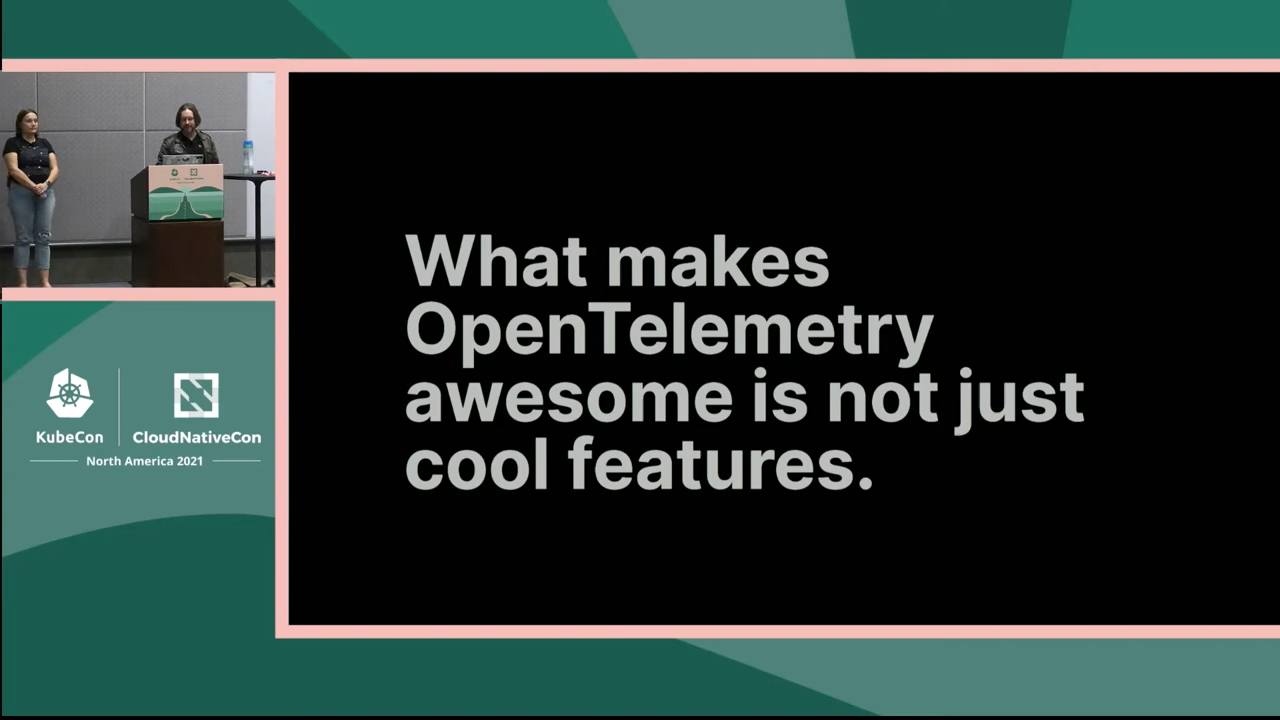 What makes
OpenTelemetry
awesome is not just
cool features.
KubeCon
CloudNativeCon
North America 2021